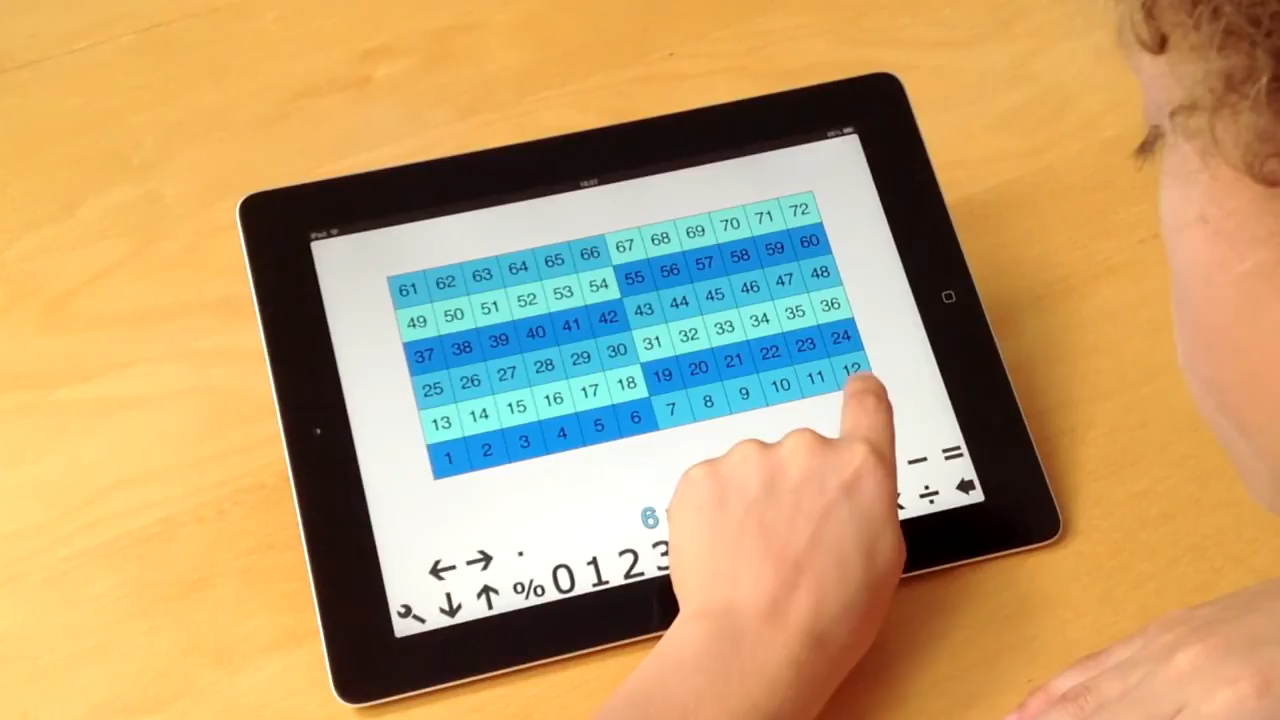 iPad
61 62 63 64 65 66 67 68 69 70 71 72
49 50 51 52 53 54 55 56 57 58 59 60
37 38 39 40 41 42 43 44 45 46 47 48
25 26 27 28 29 30 31 32 33 34 35 36
13 14 15 16 17 18 19 20 21 22 23 24
1 2 3 4 5 6 7 8 9 10 11 12
6
← → . − =
↓ ↑ % 0 1 2 3 ÷